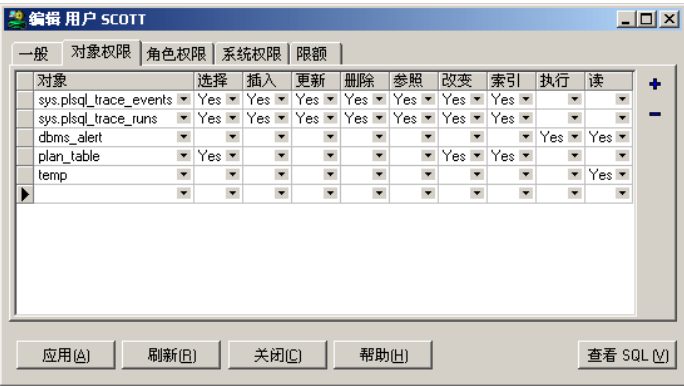 编辑 用户 SCOTT
一般 对象权限 角色权限 系统权限 限额
对象 选择 插入 更新 删除 参照 改变 索引 执行 读
sys.plsql_trace_events Yes Yes Yes Yes Yes Yes Yes
sys.plsql_trace_runs Yes Yes Yes Yes Yes Yes Yes
dbms_alert Yes Yes
plan_table Yes Yes Yes
temp Yes
应用(A) 刷新(R) 关闭(C) 帮助(H) 查看 SQL (V)